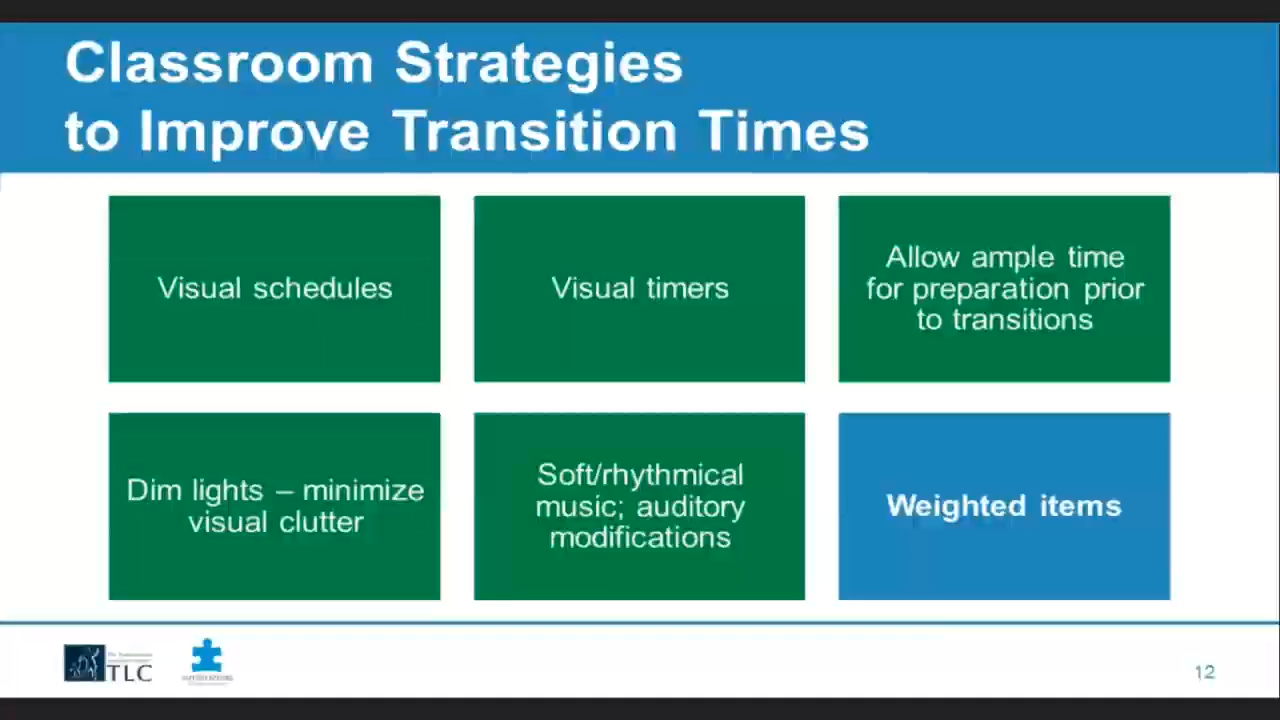 Classroom Strategies
to Improve Transition Times
Visual schedules
Visual timers
Allow ample time
for preparation prior
to transitions
Dim lights – minimize
visual clutter
Soft/rhythmical
music; auditory
modifications
Weighted items
TLC
12